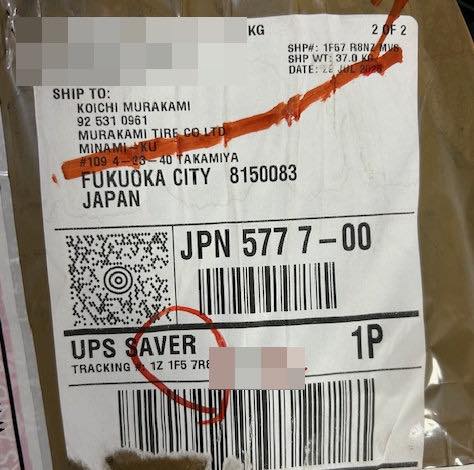 KG
2 OF 2
SHP#: 1F67 R8NZ MVS
SHP WT: 37.0 KG
DATE: 22 JUL
SHIP TO:
KOICHI MURAKAMI
92 531 0961
MURAKAMI TIRE CO LTD
MINAMI-KU
#109 4-23-40 TAKAMIYA
FUKUOKA CITY 8150083
JAPAN
JPN 577 7-00
UPS SAVER
1P
TRACKING #: 1Z 1F5 7R8